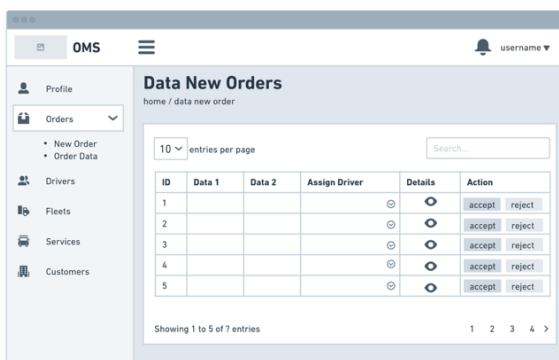 OMS
username
Profile
Orders
New Order
Order Data
Drivers
Fleets
Services
Customers
Data New Orders
home / data new order
10 entries per page
Search...
ID Data 1 Data 2 Assign Driver Details Action
1 accept reject
2 accept reject
3 accept reject
4 accept reject
5 accept reject
Showing 1 to 5 of ? entries
1 2 3 4 >